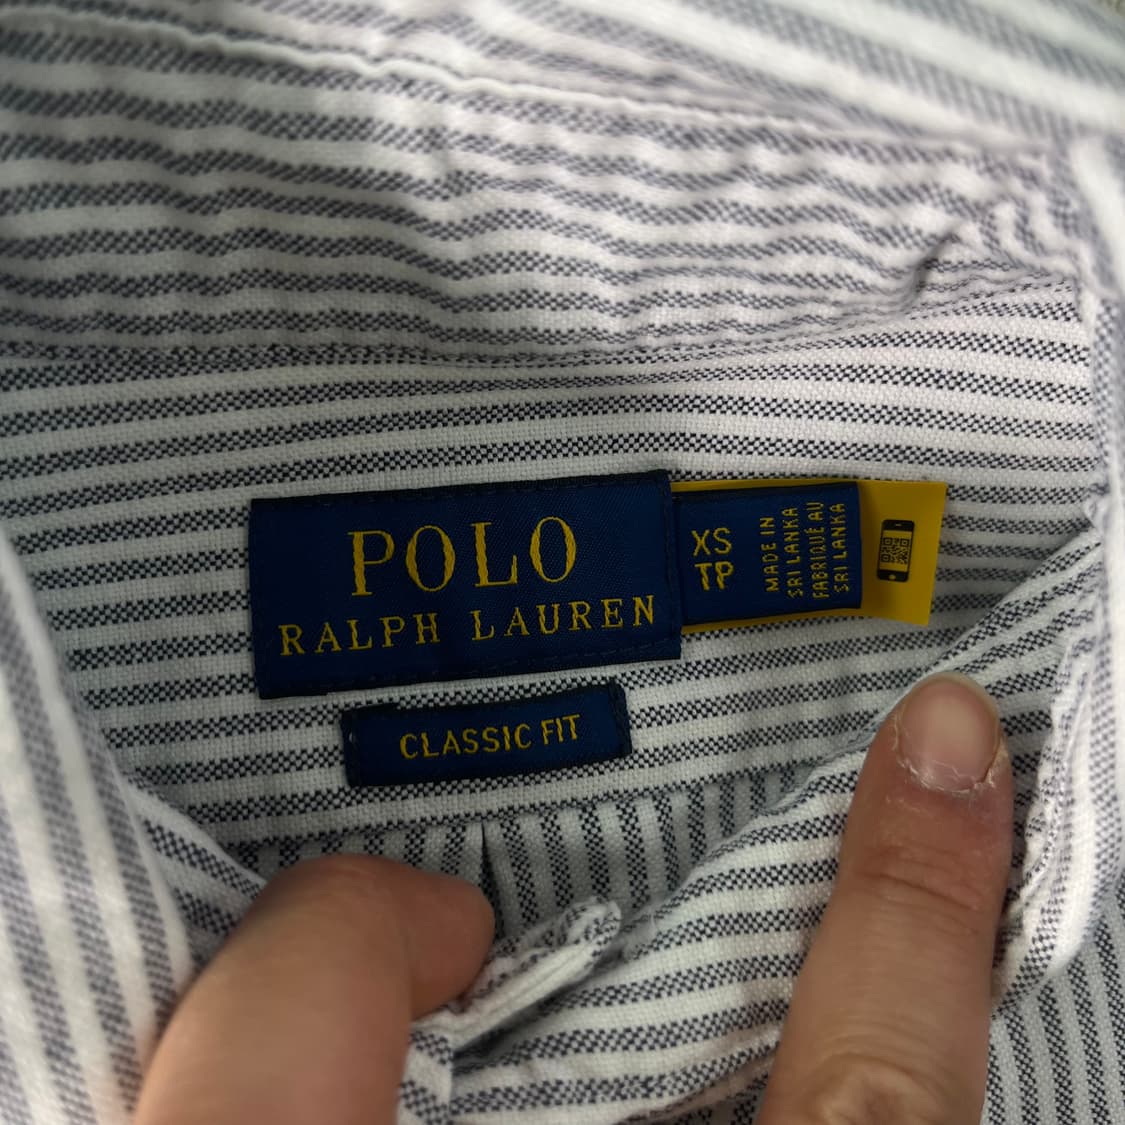 POLO
RALPH LAUREN
XS
TP
MADE IN
SRI LANKA
FABRIQUÉ AU
SRI LANKA
CLASSIC FIT